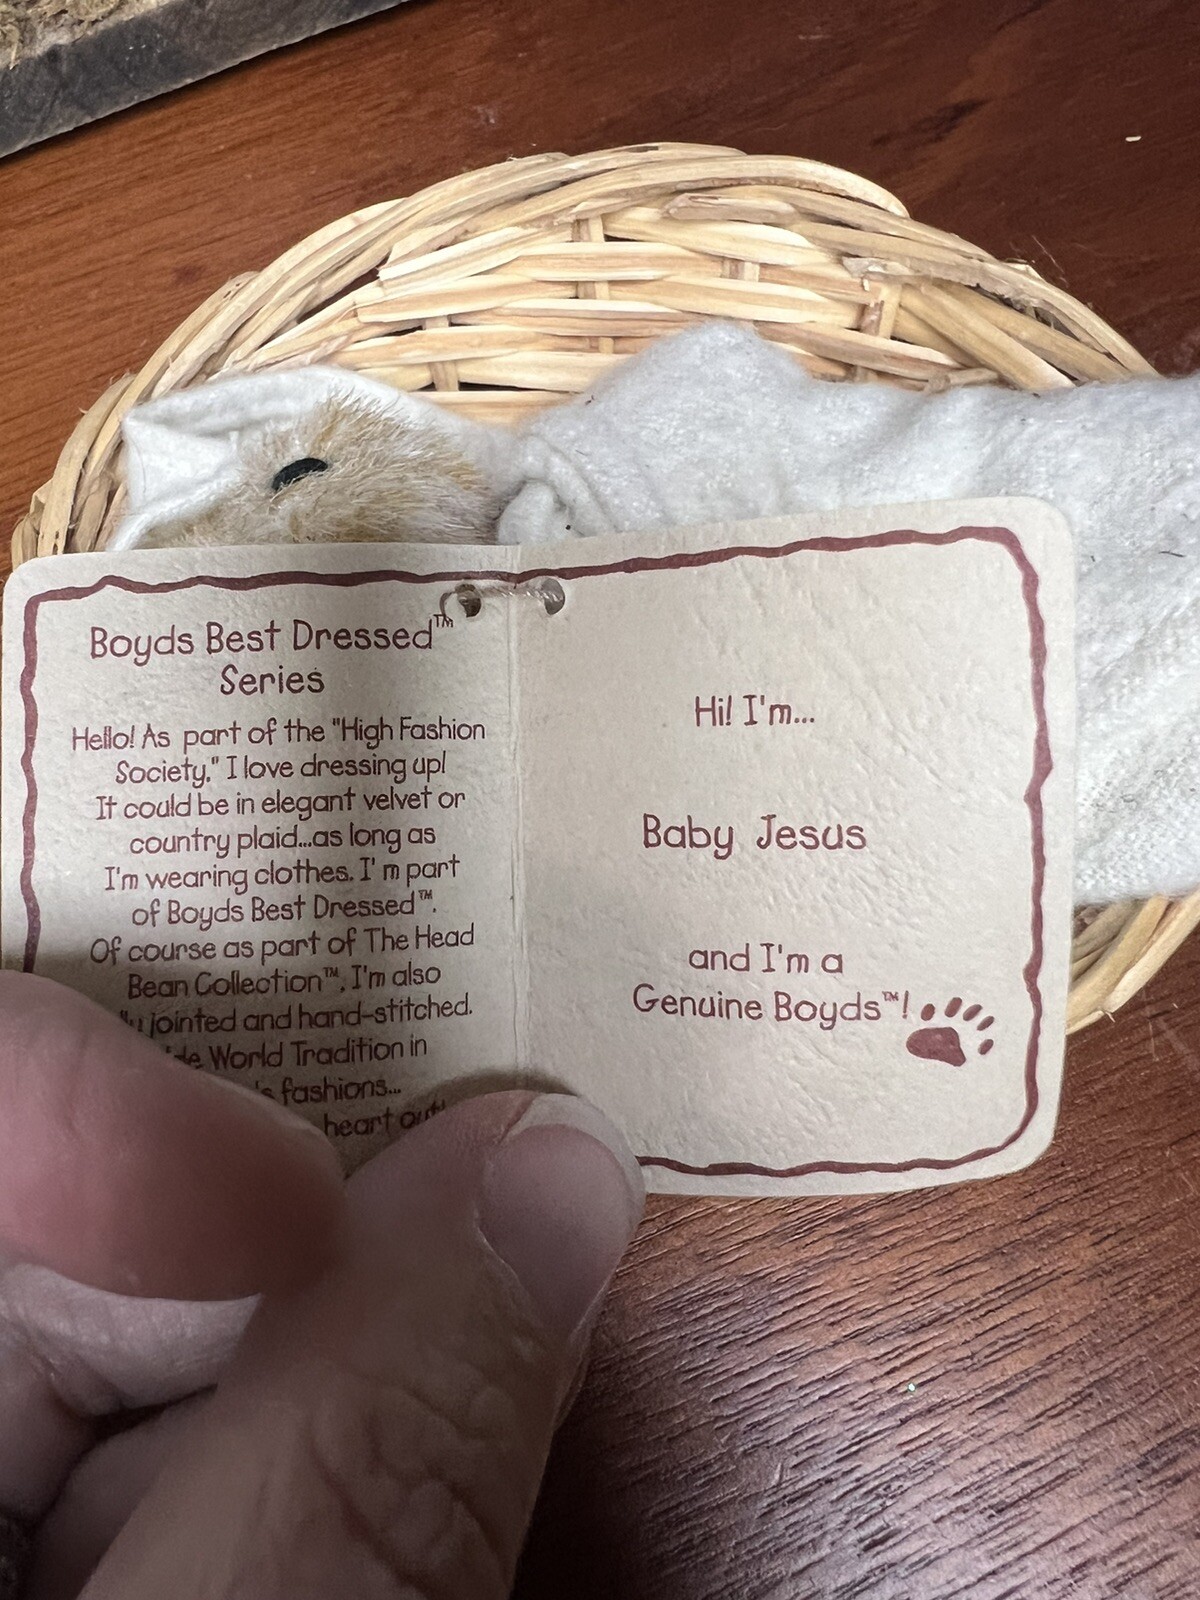 Boyds Best Dressed™
Series
Hello! As part of the "High Fashion
Society," I love dressing up!
It could be in elegant velvet or
country plaid...as long as
I'm wearing clothes, I'm part
of Boyds Best Dressed™.
Of course as part of The Head
Bean Collection™, I'm also
jointed and hand-stitched.
World Tradition in
fashions...
heart out!
Hi! I'm...
Baby Jesus
and I'm a
Genuine Boyds™!